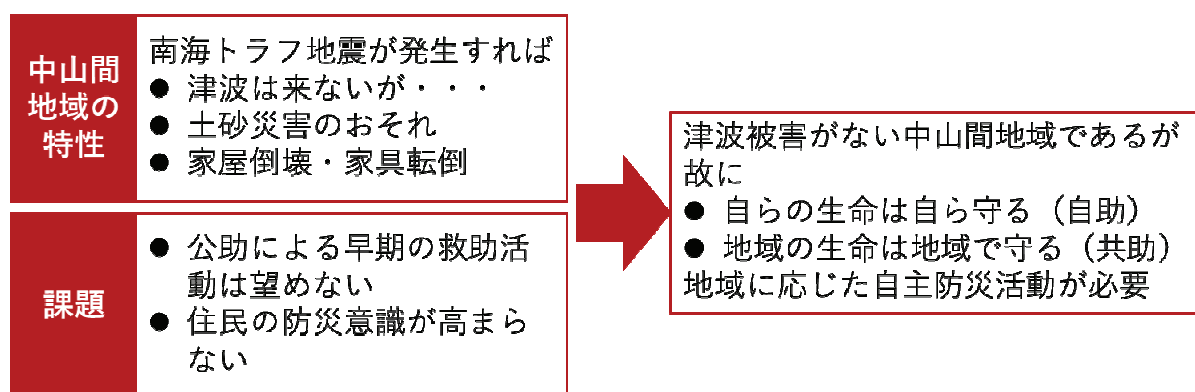 中山間
地域の
特性
南海トラフ地震が発生すれば
● 津波は来ないが・・・
● 土砂災害のおそれ
● 家屋倒壊・家具転倒
課題
● 公助による早期の救助活
動は望めない
● 住民の防災意識が高まら
ない
津波被害がない中山間地域であるが
故に
● 自らの生命は自ら守る（自助）
● 地域の生命は地域で守る（共助）
地域に応じた自主防災活動が必要